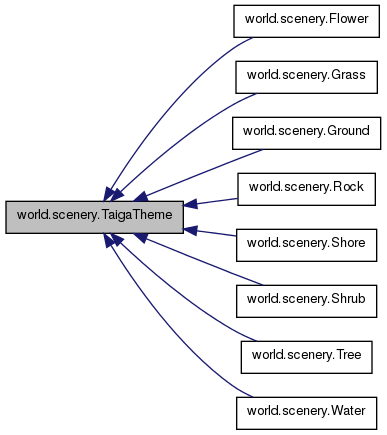 world.scenery.Flower
world.scenery.Grass
world.scenery.Ground
world.scenery.Rock
world.scenery.TaigaTheme
world.scenery.Shore
world.scenery.Shrub
world.scenery.Tree
world.scenery.Water